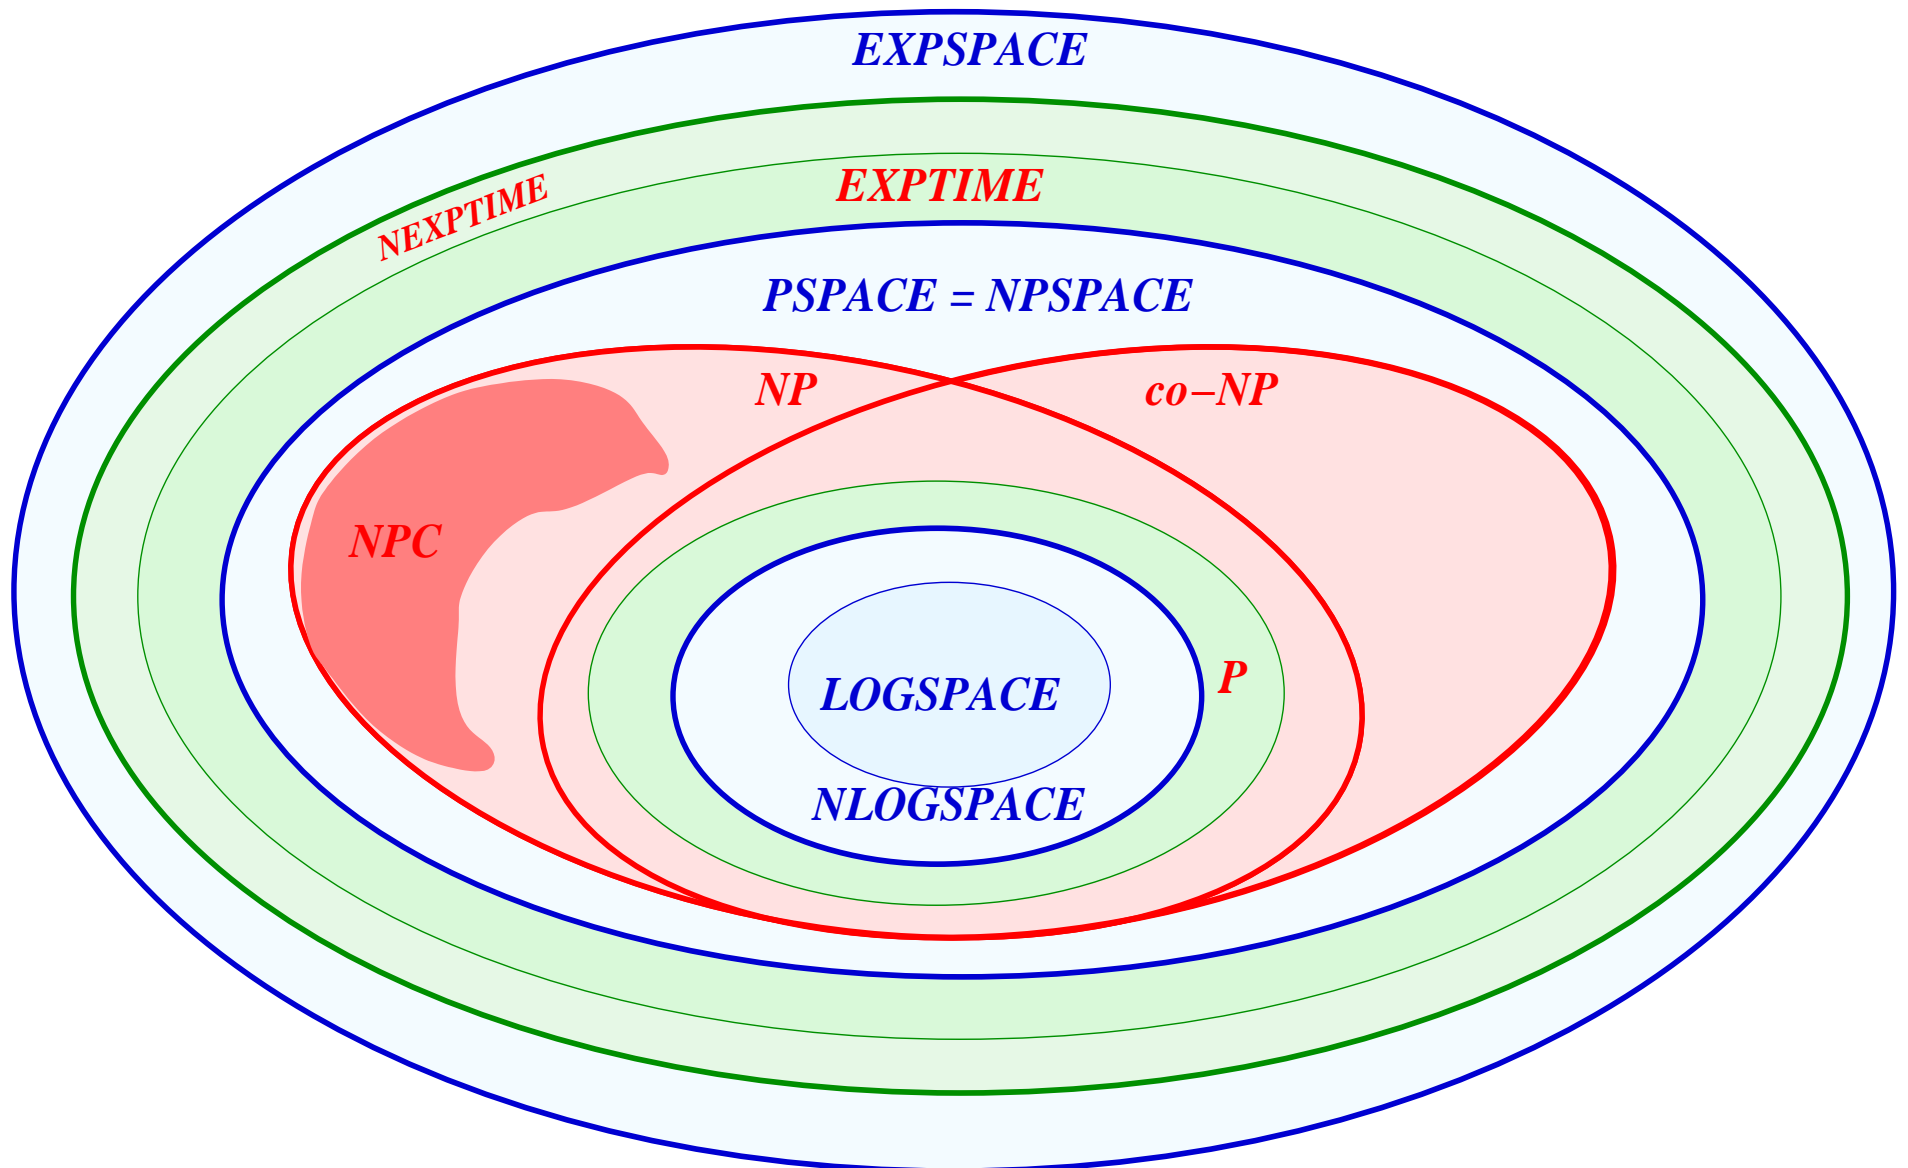 EXPSPACE
EXPTIME
NEXPTIME
PSPACE = NPSPACE
NP
co–NP
NPC
P
LOGSPACE
NLOGSPACE